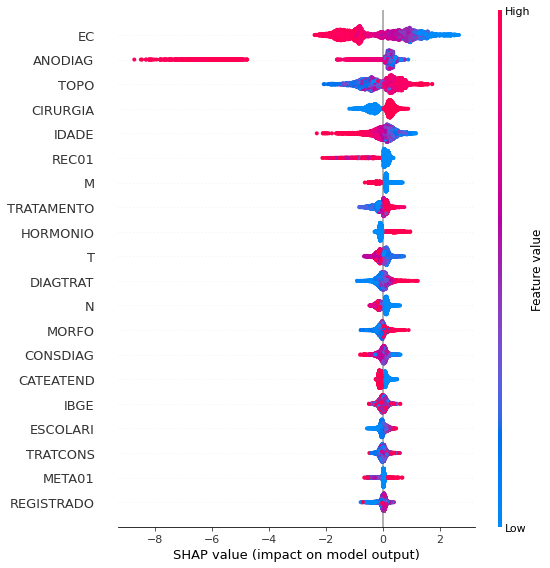 High
EC
ANODIAG
TOPO
CIRURGIA
IDADE
REC01
M
TRATAMENTO
HORMONIO
T
DIAGTRAT
N
MORFO
CONSDIAG
CATEATEND
IBGE
ESCOLARI
TRATCONS
META01
REGISTRADO
Feature value
Low
−8 −6 −4 −2 0 2
SHAP value (impact on model output)